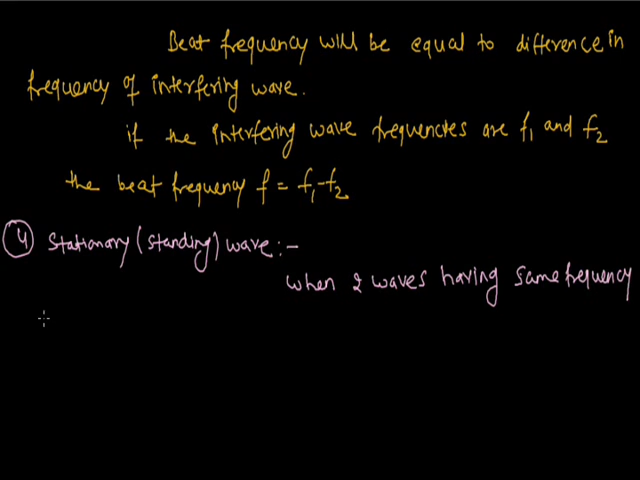 Beat frequency will be equal to difference in
frequency of interfering wave.
if the interfering wave frequencies are f₁ and f₂
the beat frequency f = f₁-f₂
④ Stationary (standing) wave:-
when 2 waves having same frequency